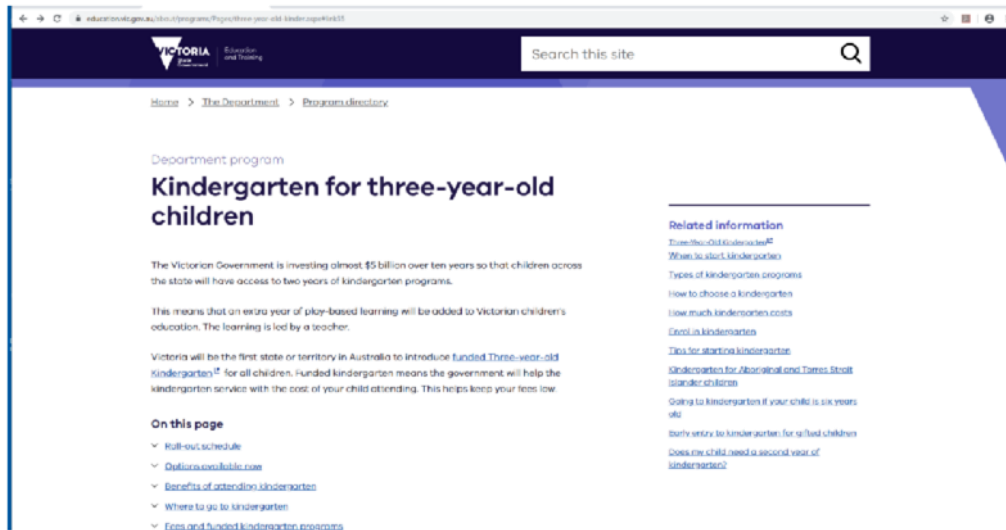 VICTORIA
State
Government
Education
and Training
Search this site
Home > The Department > Program directory
Department program
Kindergarten for three-year-old
children
The Victorian Government is investing almost $5 billion over ten years so that children across
the state will have access to two years of kindergarten programs.
This means that an extra year of play-based learning will be added to Victorian children's
education. The learning is led by a teacher.
Victoria will be the first state or territory in Australia to introduce funded Three-year-old
Kindergarten for all children. Funded kindergarten means the government will help the
kindergarten service with the cost of your child attending. This helps keep your fees low.
On this page
Roll-out schedule
Options available now
Benefits of attending kindergarten
Where to go to kindergarten
Fees and funded kindergarten programs
Related information
Three-Year-Old Kindergarten
When to start kindergarten
Types of kindergarten programs
How to choose a kindergarten
How much kindergarten costs
Enrol in kindergarten
Tips for starting kindergarten
Kindergarten for Aboriginal and Torres Strait
Islander children
Going to kindergarten if your child is six years
old
Early entry to kindergarten for gifted children
Does my child need a second year of
kindergarten?